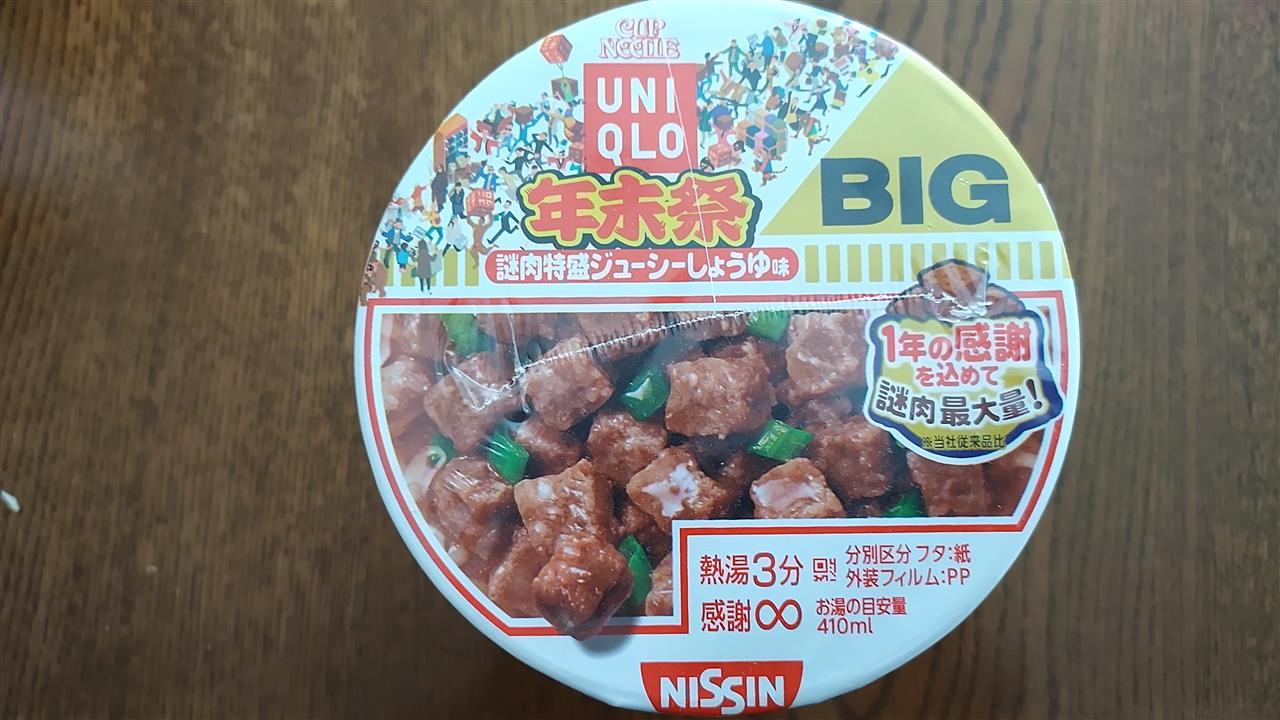 CUP
NOODLE
UNI
QLO
BIG
年末祭
謎肉特盛ジューシーしょうゆ味
1年の感謝
を込めて
謎肉最大量!
※当社従来品比
熱湯3分
感謝∞
分別区分 フタ:紙
外装フィルム:PP
お湯の目安量
410ml
NISSIN